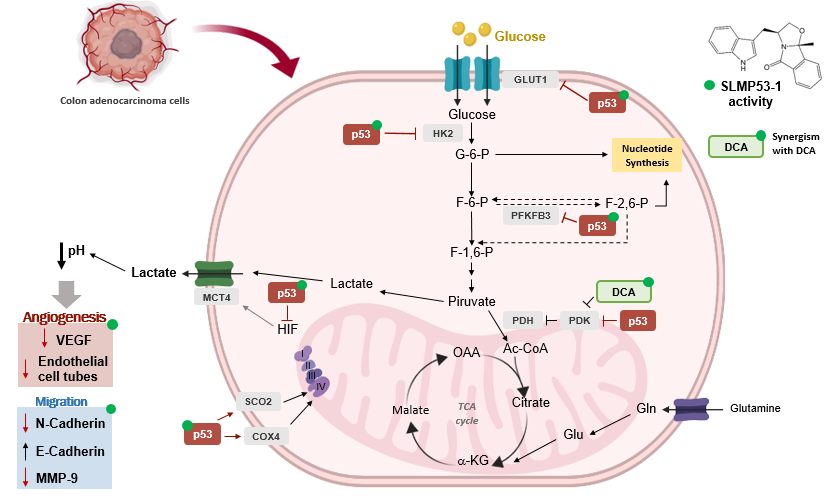 Glucose
Colon adenocarcinoma cells
GLUT1
p53
NH
N
O
O
SLMP53-1
activity
Glucose
p53
HK2
G-6-P
Nucleotide
Synthesis
DCA
Synergism
with DCA
F-6-P
PFKFB3
F-2,6-P
p53
F-1,6-P
pH
Lactate
MCT4
Lactate
p53
HIF
Piruvate
DCA
PDH
PDK
p53
Angiogenesis
VEGF
Endothelial
cell tubes
I
II
III
IV
OAA
Ac-CoA
Migration
N-Cadherin
E-Cadherin
MMP-9
p53
SCO2
COX4
Malate
TCA
cycle
Citrate
α-KG
Glu
Gln
Glutamine